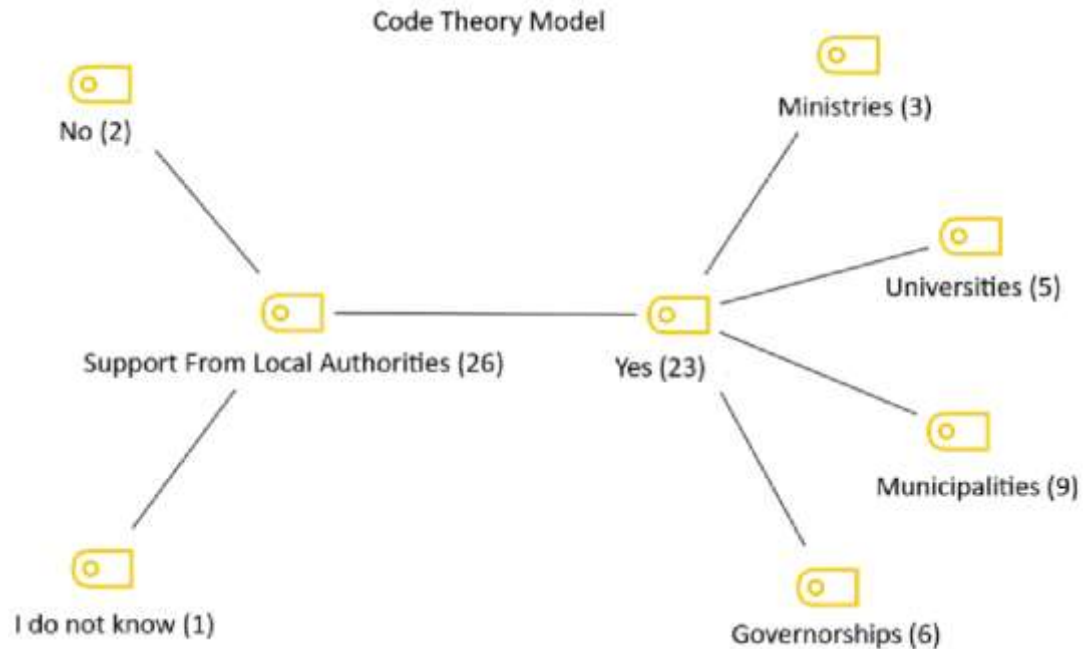 Code Theory Model
No (2)
Ministries (3)
Universities (5)
Support From Local Authorities (26)
Yes (23)
Municipalities (9)
I do not know (1)
Governorships (6)